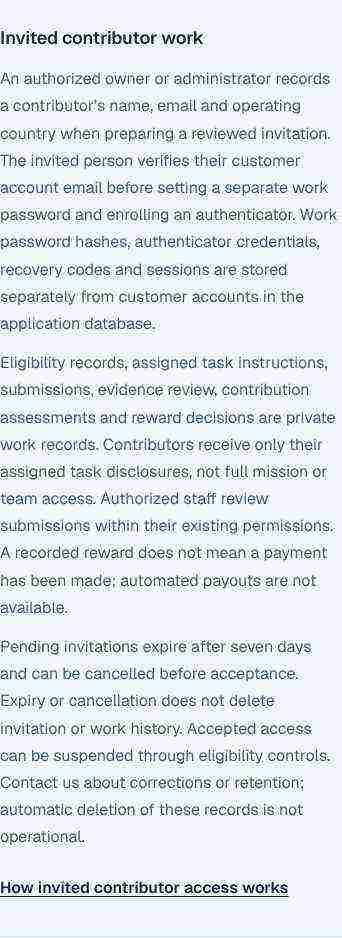 Invited contributor work
An authorized owner or administrator records
a contributor's name, email and operating
country when preparing a reviewed invitation.
The invited person verifies their customer
account email before setting a separate work
password and enrolling an authenticator. Work
password hashes, authenticator credentials,
recovery codes and sessions are stored
separately from customer accounts in the
application database.
Eligibility records, assigned task instructions,
submissions, evidence review, contribution
assessments and reward decisions are private
work records. Contributors receive only their
assigned task disclosures, not full mission or
team access. Authorized staff review
submissions within their existing permissions.
A recorded reward does not mean a payment
has been made; automated payouts are not
available.
Pending invitations expire after seven days
and can be cancelled before acceptance.
Expiry or cancellation does not delete
invitation or work history. Accepted access
can be suspended through eligibility controls.
Contact us about corrections or retention;
automatic deletion of these records is not
operational.
How invited contributor access works